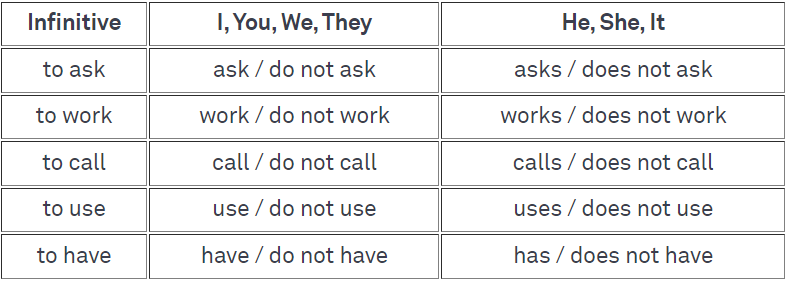 Infinitive I, You, We, They He, She, It
to ask ask / do not ask asks / does not ask
to work work / do not work works / does not work
to call call / do not call calls / does not call
to use use / do not use uses / does not use
to have have / do not have has / does not have